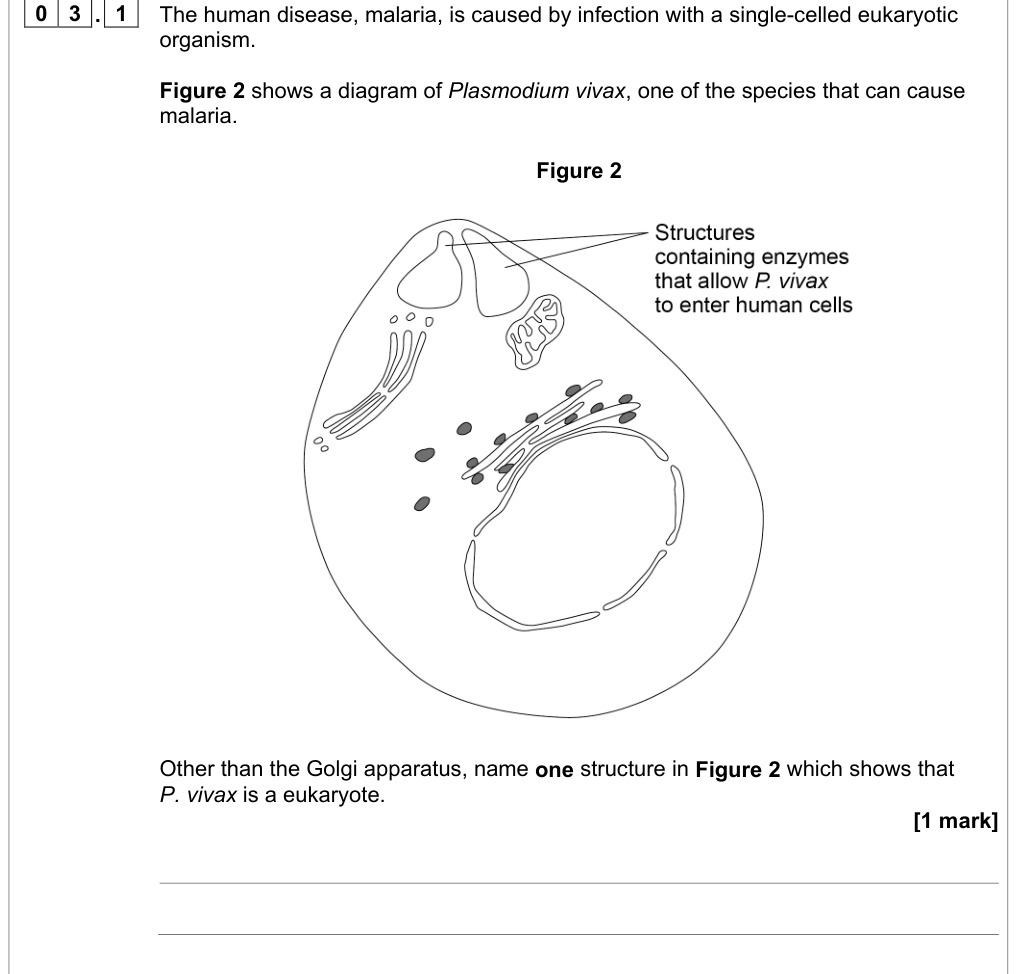 0 3 . 1 The human disease, malaria, is caused by infection with a single-celled eukaryotic
organism.
Figure 2 shows a diagram of Plasmodium vivax, one of the species that can cause
malaria.
Figure 2
Structures
containing enzymes
that allow P. vivax
to enter human cells
Other than the Golgi apparatus, name one structure in Figure 2 which shows that
P. vivax is a eukaryote.
[1 mark]